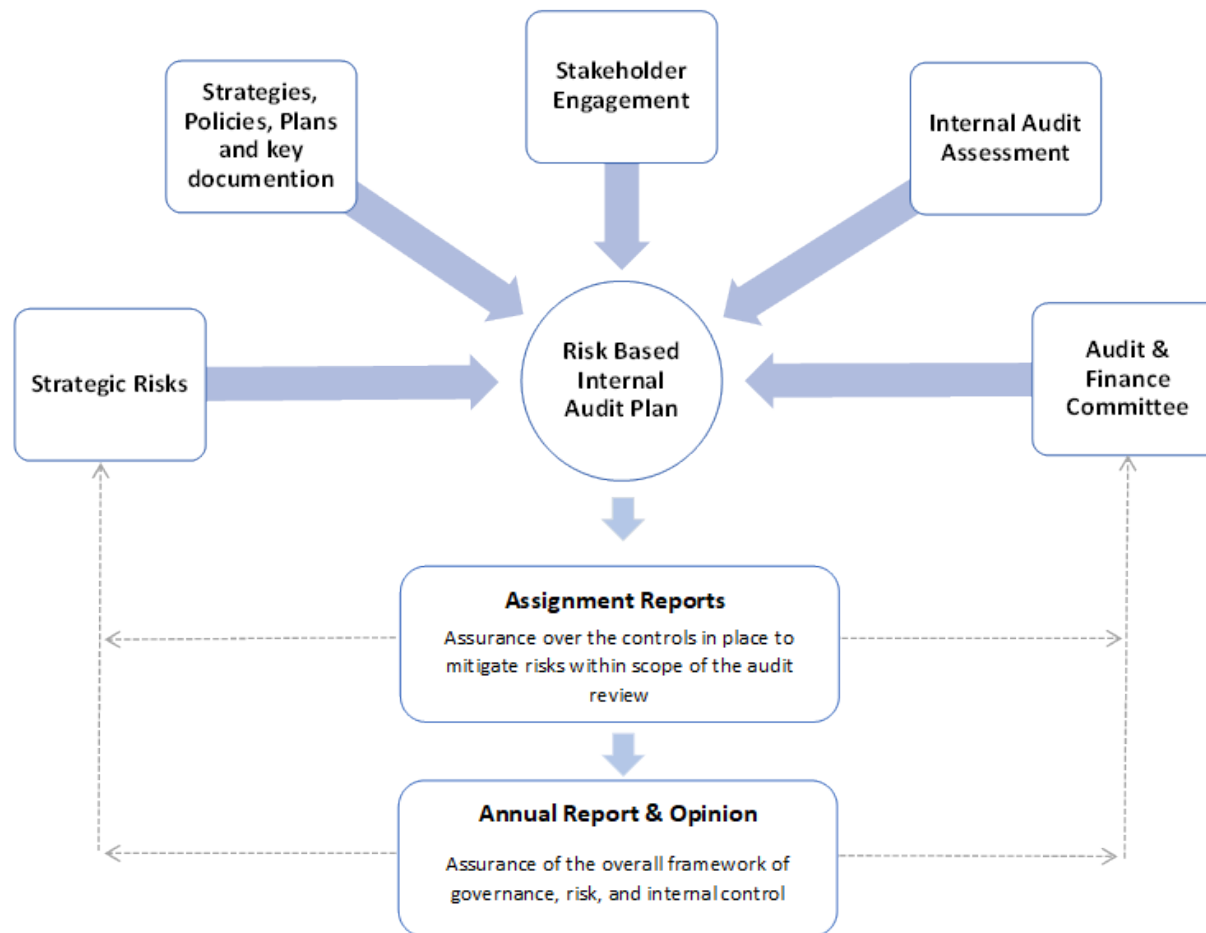 Stakeholder
Engagement
Strategies,
Policies, Plans
and key
documention
Internal Audit
Assessment
Strategic Risks
Risk Based
Internal
Audit Plan
Audit &
Finance
Committee
Assignment Reports
Assurance over the controls in place to
mitigate risks within scope of the audit
review
Annual Report & Opinion
Assurance of the overall framework of
governance, risk, and internal control